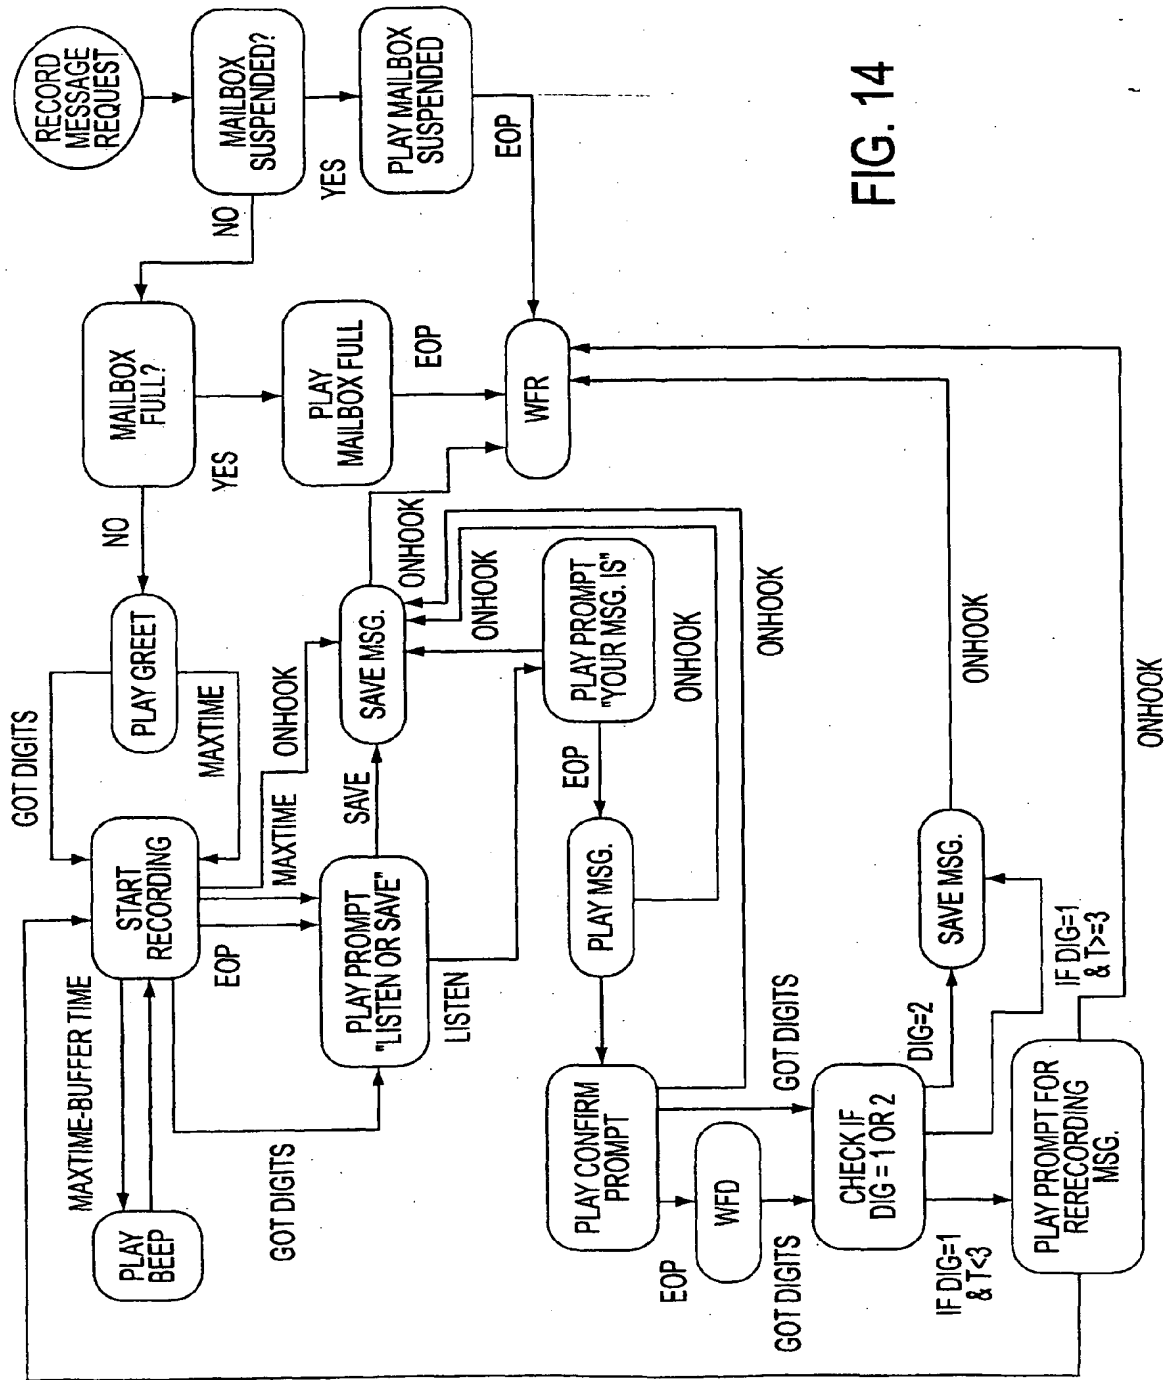 RECORD
MESSAGE
REQUEST
MAILBOX
SUSPENDED?
YES
PLAY MAILBOX
SUSPENDED
EOP
NO
MAILBOX
FULL?
YES
PLAY
MAILBOX FULL
EOP
WFR
NO
PLAY GREET
GOT DIGITS
MAXTIME
START
RECORDING
MAXTIME-BUFFER TIME
PLAY
BEEP
EOP
MAXTIME
ONHOOK
GOT DIGITS
PLAY PROMPT
"LISTEN OR SAVE"
SAVE
SAVE MSG.
ONHOOK
LISTEN
PLAY PROMPT
"YOUR MSG. IS"
ONHOOK
EOP
PLAY MSG.
ONHOOK
PLAY CONFIRM
PROMPT
ONHOOK
EOP
WFD
GOT DIGITS
GOT DIGITS
CHECK IF
DIG = 1 OR 2
DIG=2
SAVE MSG.
ONHOOK
IF DIG=1
& T>=3
IF DIG=1
& T<3
PLAY PROMPT FOR
RERECORDING
MSG.
ONHOOK
FIG. 14